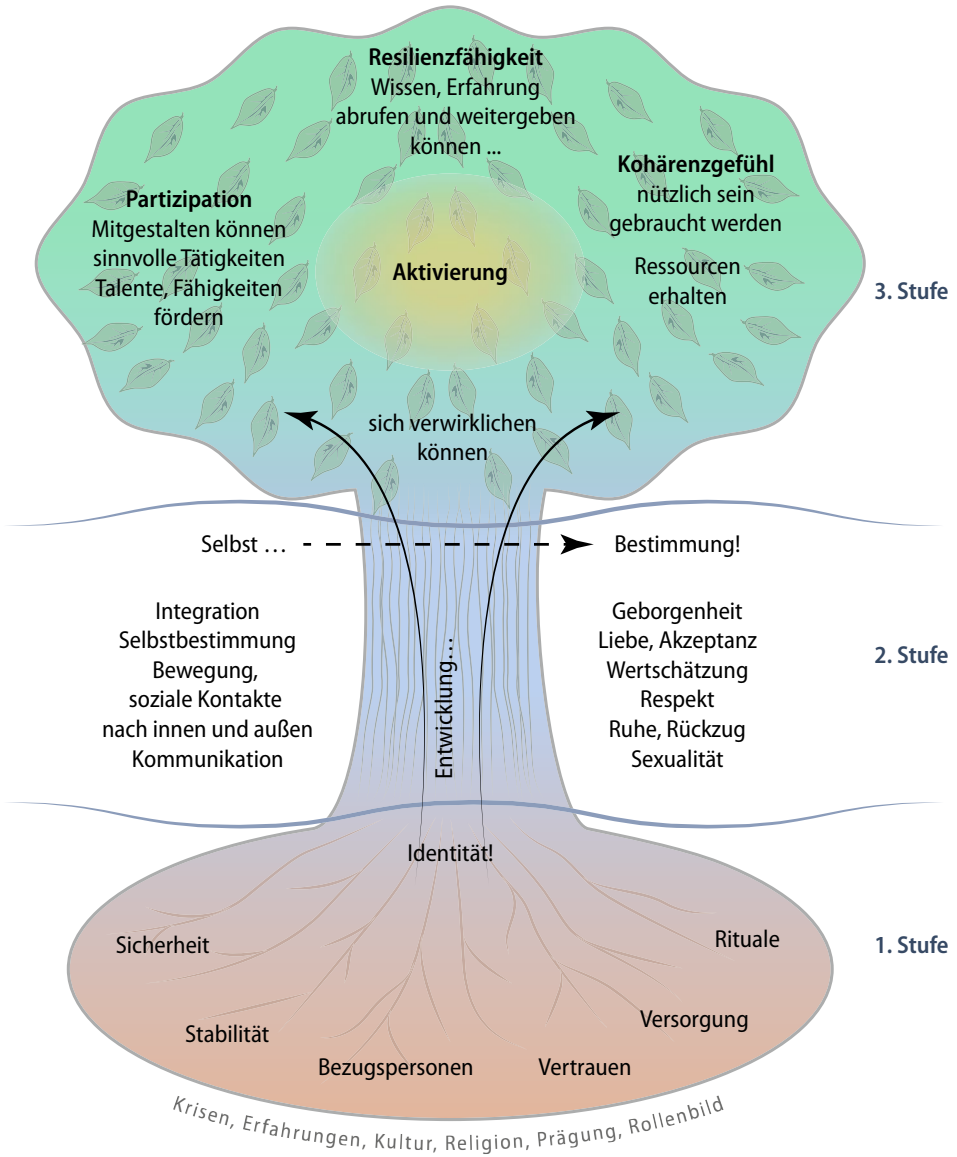 Resilienzfähigkeit
Wissen, Erfahrung
abrufen und weitergeben
können ...
Partizipation
Mitgestalten können
sinnvolle Tätigkeiten
Talente, Fähigkeiten
fördern
Aktivierung
Kohärenzgefühl
nützlich sein
gebraucht werden
Ressourcen
erhalten
3. Stufe
sich verwirklichen
können
Selbst …
Bestimmung!
Integration
Selbstbestimmung
Bewegung,
soziale Kontakte
nach innen und außen
Kommunikation
Entwicklung…
Geborgenheit
Liebe, Akzeptanz
Wertschätzung
Respekt
Ruhe, Rückzug
Sexualität
2. Stufe
Identität!
Sicherheit
Stabilität
Bezugspersonen
Vertrauen
Versorgung
Rituale
1. Stufe
Krisen, Erfahrungen, Kultur, Religion, Prägung, Rollenbild